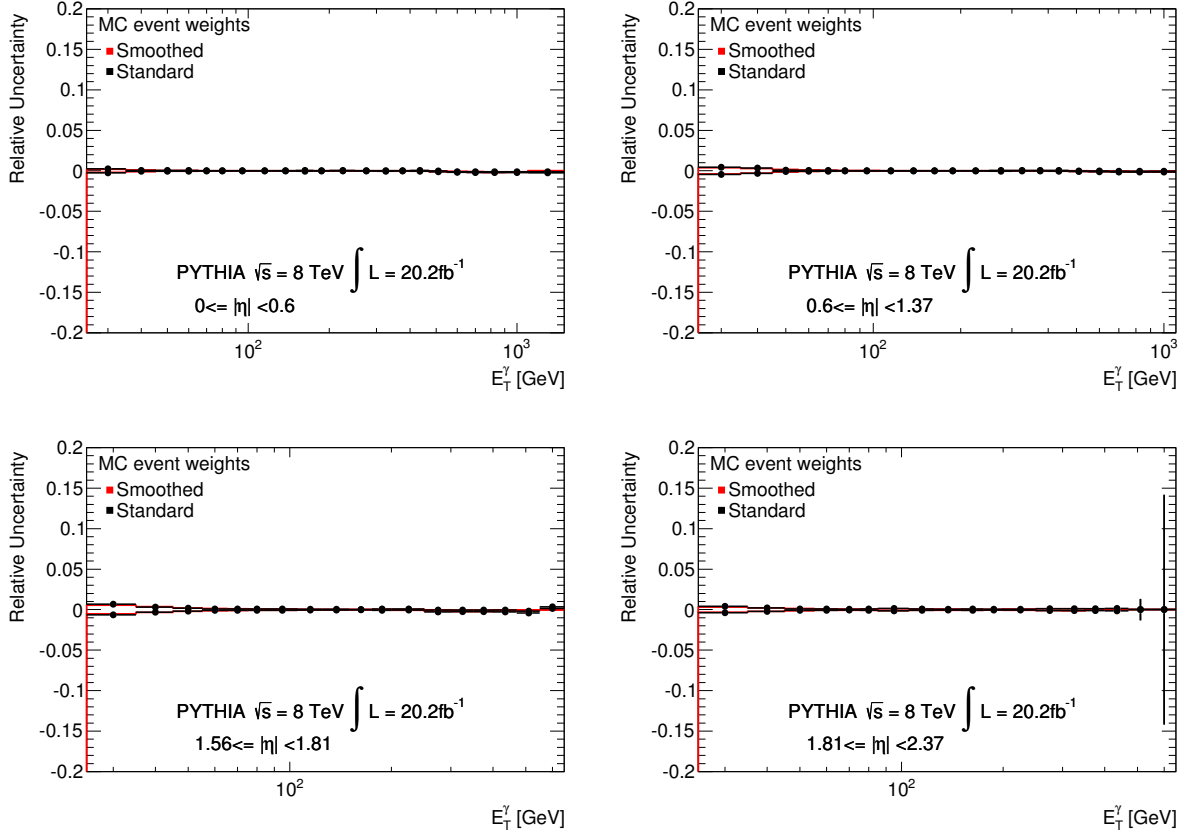 0.2
0.15
0.1
0.05
0
-0.05
-0.1
-0.15
-0.2
Relative Uncertainty
MC event weights
Smoothed
Standard
PYTHIA √s = 8 TeV ∫ L = 20.2fb⁻¹
0<= |η| <0.6
10² 10³
E_T^γ [GeV]
0.2
0.15
0.1
0.05
0
-0.05
-0.1
-0.15
-0.2
Relative Uncertainty
MC event weights
Smoothed
Standard
PYTHIA √s = 8 TeV ∫ L = 20.2fb⁻¹
0.6<= |η| <1.37
10² 10³
E_T^γ [GeV]
0.2
0.15
0.1
0.05
0
-0.05
-0.1
-0.15
-0.2
Relative Uncertainty
MC event weights
Smoothed
Standard
PYTHIA √s = 8 TeV ∫ L = 20.2fb⁻¹
1.56<= |η| <1.81
10²
E_T^γ [GeV]
0.2
0.15
0.1
0.05
0
-0.05
-0.1
-0.15
-0.2
Relative Uncertainty
MC event weights
Smoothed
Standard
PYTHIA √s = 8 TeV ∫ L = 20.2fb⁻¹
1.81<= |η| <2.37
10²
E_T^γ [GeV]